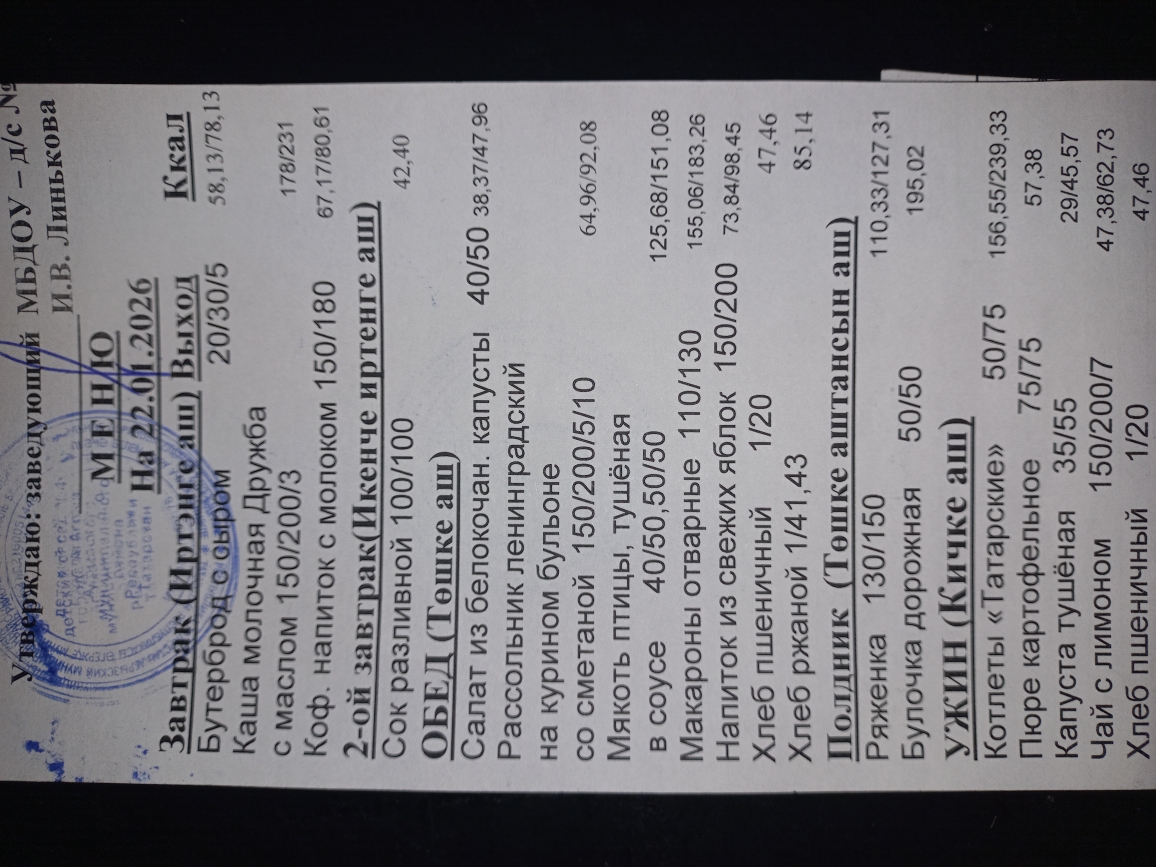 Утверждаю: заведующий МБДОУ – д/с №
И.В. Линькова
М Е Н Ю
На 22.01.2026
Завтрак (Иртэнге аш) Выход Ккал
Бутерброд с сыром 20/30/5 58,13/78,13
Каша молочная Дружба
с маслом 150/200/3 178/231
Коф. напиток с молоком 150/180 67,17/80,61
2-ой завтрак(Икенче иртенге аш)
Сок разливной 100/100 42,40
ОБЕД (Төшке аш)
Салат из белокочан. капусты 40/50 38,37/47,96
Рассольник ленинградский
на курином бульоне
со сметаной 150/200/5/10 64,96/92,08
Мякоть птицы, тушёная
в соусе 40/50,50/50 125,68/151,08
Макароны отварные 110/130 155,06/183,26
Напиток из свежих яблок 150/200 73,84/98,45
Хлеб пшеничный 1/20 47,46
Хлеб ржаной 1/41,43 85,14
Полдник (Төшке аштансын аш)
Ряженка 130/150 110,33/127,31
Булочка дорожная 50/50 195,02
УЖИН (Кичке аш)
Котлеты «Татарские» 50/75 156,55/239,33
Пюре картофельное 75/75 57,38
Капуста тушёная 35/55 29/45,57
Чай с лимоном 150/200/7 47,38/62,73
Хлеб пшеничный 1/20 47,46